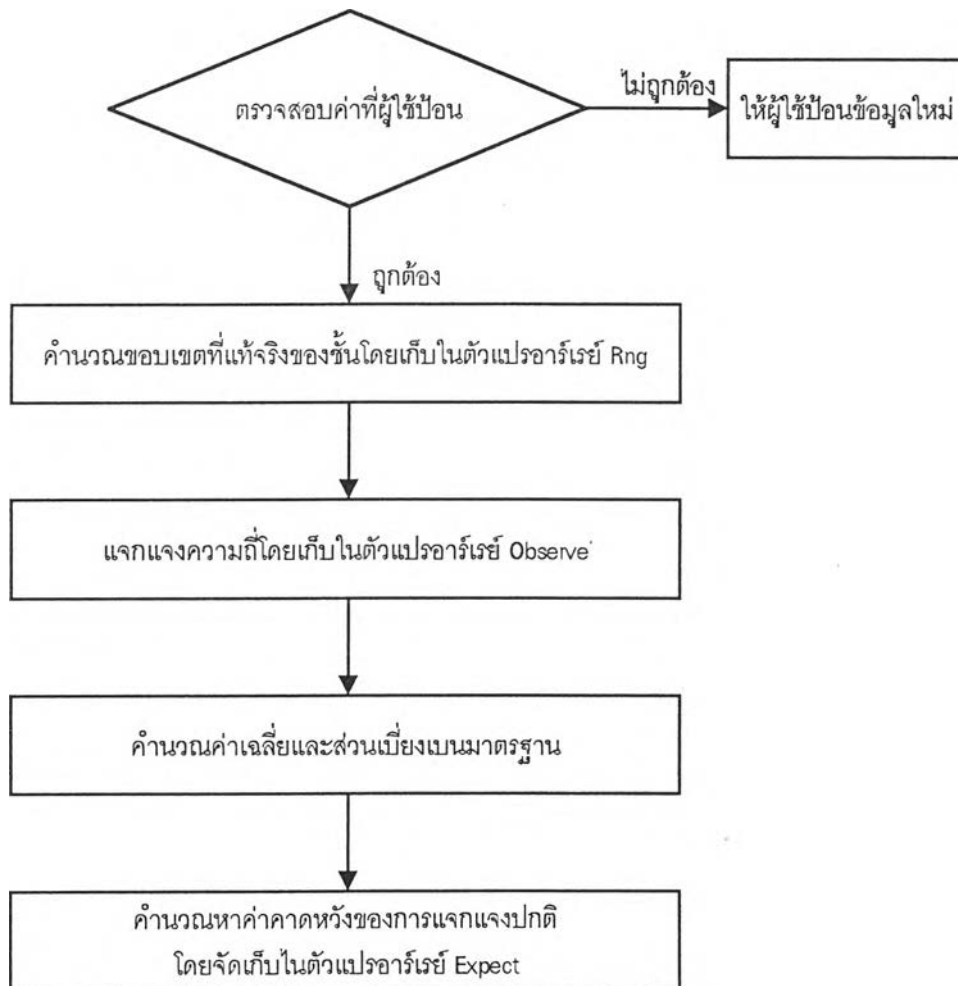 ตรวจสอบค่าที่ผู้ใช้ป้อน
ไม่ถูกต้อง
ให้ผู้ใช้ป้อนข้อมูลใหม่
ถูกต้อง
คำนวณขอบเขตที่แท้จริงของชั้นโดยเก็บในตัวแปรอาร์เรย์ Rng
แจกแจงความถี่โดยเก็บในตัวแปรอาร์เรย์ Observe
คำนวณค่าเฉลี่ยและส่วนเบี่ยงเบนมาตรฐาน
คำนวณหาค่าคาดหวังของการแจกแจงปกติ
โดยจัดเก็บในตัวแปรอาร์เรย์ Expect